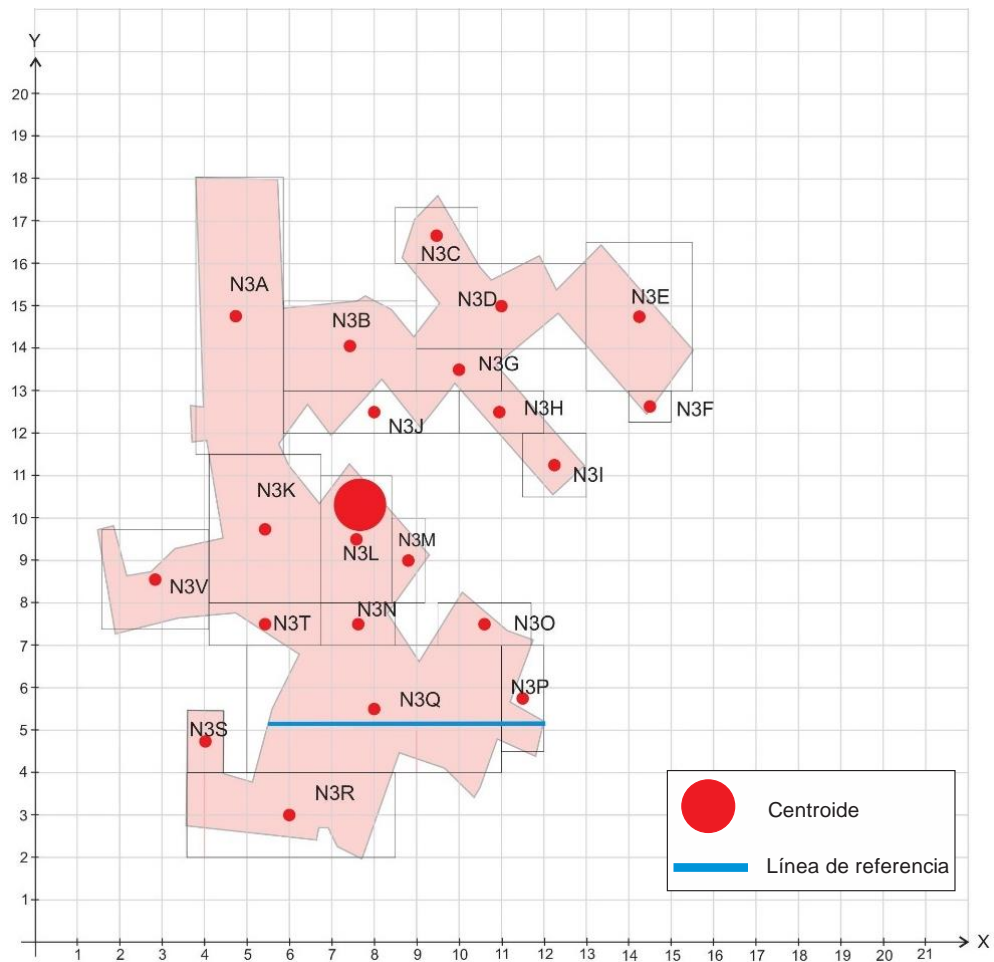 Y
20
19
18
17
16
15
14
13
12
11
10
9
8
7
6
5
4
3
2
1
N3A
N3B
N3C
N3D
N3E
N3F
N3G
N3H
N3I
N3J
N3K
N3L
N3M
N3V
N3T
N3N
N3O
N3P
N3Q
N3S
N3R
Centroide
Línea de referencia
1 2 3 4 5 6 7 8 9 10 11 12 13 14 15 16 17 18 19 20 21 X